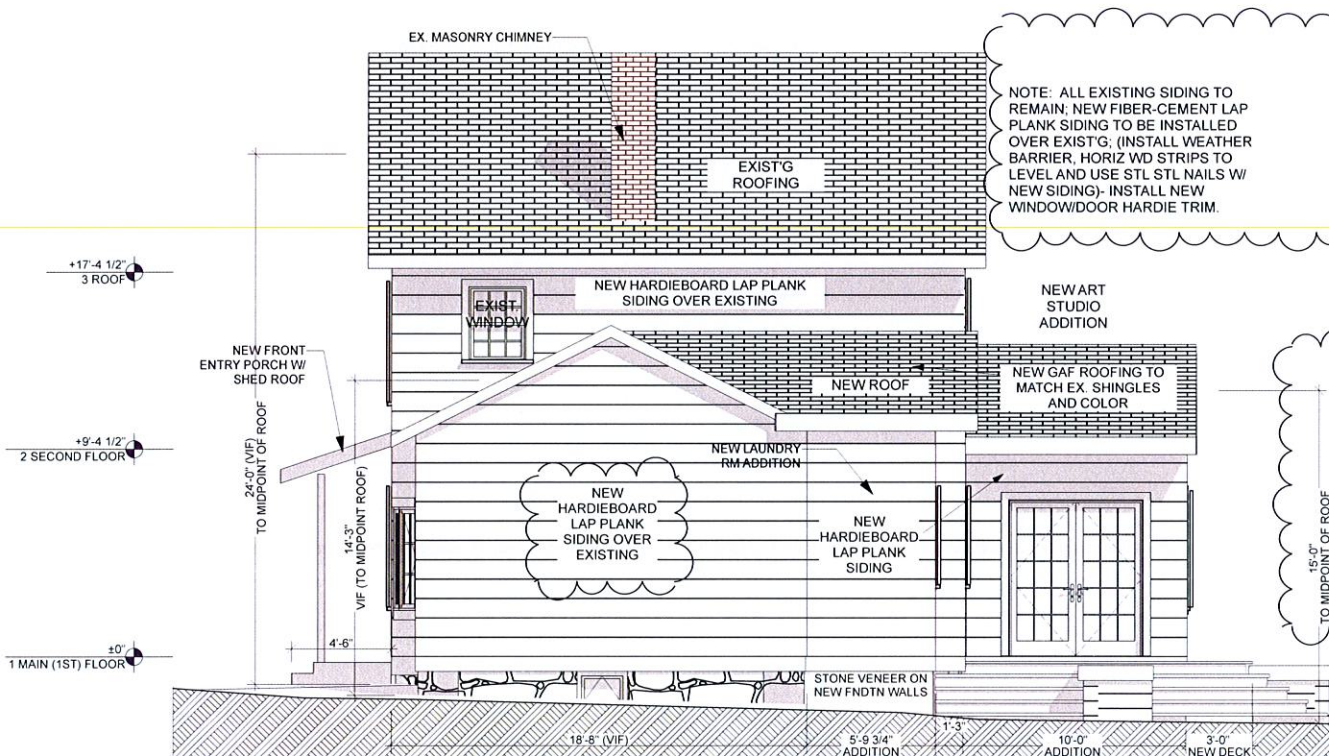 EX. MASONRY CHIMNEY
NOTE: ALL EXISTING SIDING TO
REMAIN; NEW FIBER-CEMENT LAP
PLANK SIDING TO BE INSTALLED
OVER EXIST'G; (INSTALL WEATHER
BARRIER, HORIZ WD STRIPS TO
LEVEL AND USE STL STL NAILS W/
NEW SIDING)- INSTALL NEW
WINDOW/DOOR HARDIE TRIM.
EXIST'G
ROOFING
+17'-4 1/2"
3 ROOF
NEW HARDIEBOARD LAP PLANK
SIDING OVER EXISTING
EXIST.
WINDOW
NEW ART
STUDIO
ADDITION
NEW FRONT
ENTRY PORCH W/
SHED ROOF
NEW ROOF
NEW GAF ROOFING TO
MATCH EX. SHINGLES
AND COLOR
+9'-4 1/2"
2 SECOND FLOOR
24'-0" (VIF)
TO MIDPOINT OF ROOF
14'-3"
VIF (TO MIDPOINT ROOF)
NEW LAUNDRY
RM ADDITION
NEW
HARDIEBOARD
LAP PLANK
SIDING OVER
EXISTING
NEW
HARDIEBOARD
LAP PLANK
SIDING
15'-0"
TO MIDPOINT OF ROOF
±0"
1 MAIN (1ST) FLOOR
4'-6"
STONE VENEER ON
NEW FNDTN WALLS
1'-3"
18'-8" (VIF)
5'-9 3/4"
ADDITION
10'-0"
ADDITION
3'-0"
NEW DECK